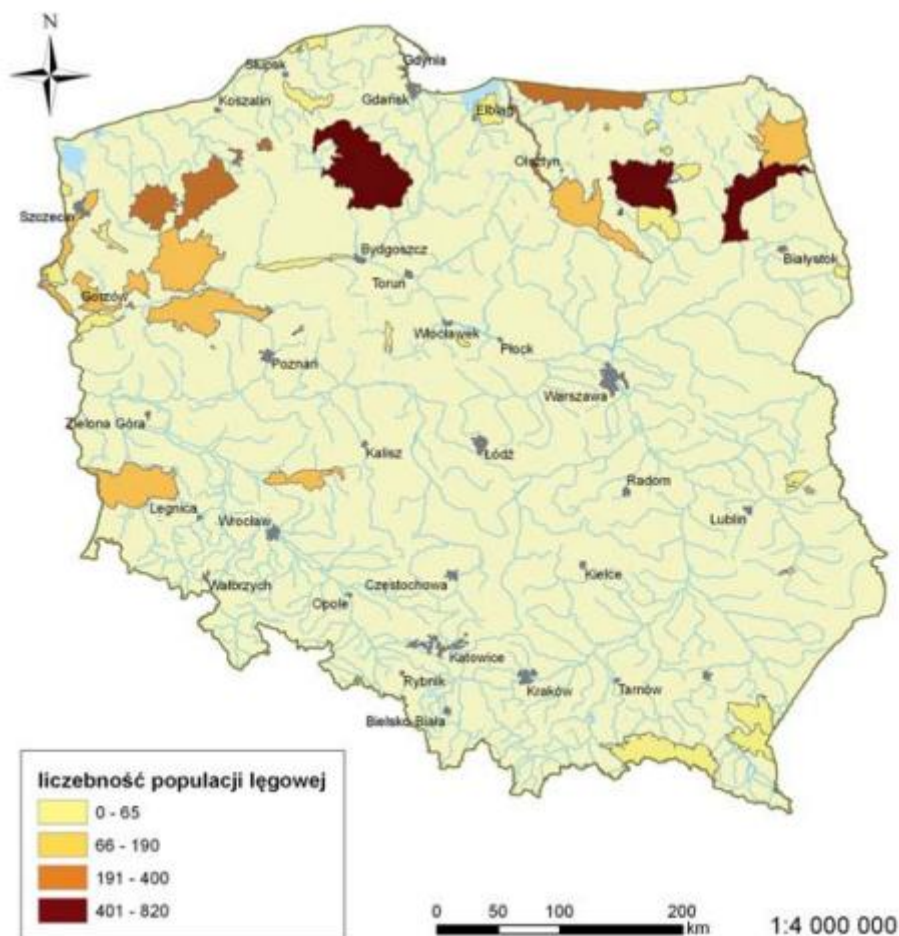 N
Gdynia
Słupsk
Koszalin
Gdańsk
Elbląg
Olsztyn
Szczecin
Bydgoszcz
Białystok
Toruń
Gorzów
Włocławek
Płock
Poznań
Warszawa
Zielona Góra
Kalisz
Łódź
Radom
Legnica
Wrocław
Lublin
Wałbrzych
Częstochowa
Kielce
Opole
Katowice
Rybnik
Kraków
Tarnów
Bielsko Biała
liczebność populacji lęgowej
0 - 65
66 - 190
191 - 400
401 - 820
0 50 100 200
km
1:4 000 000